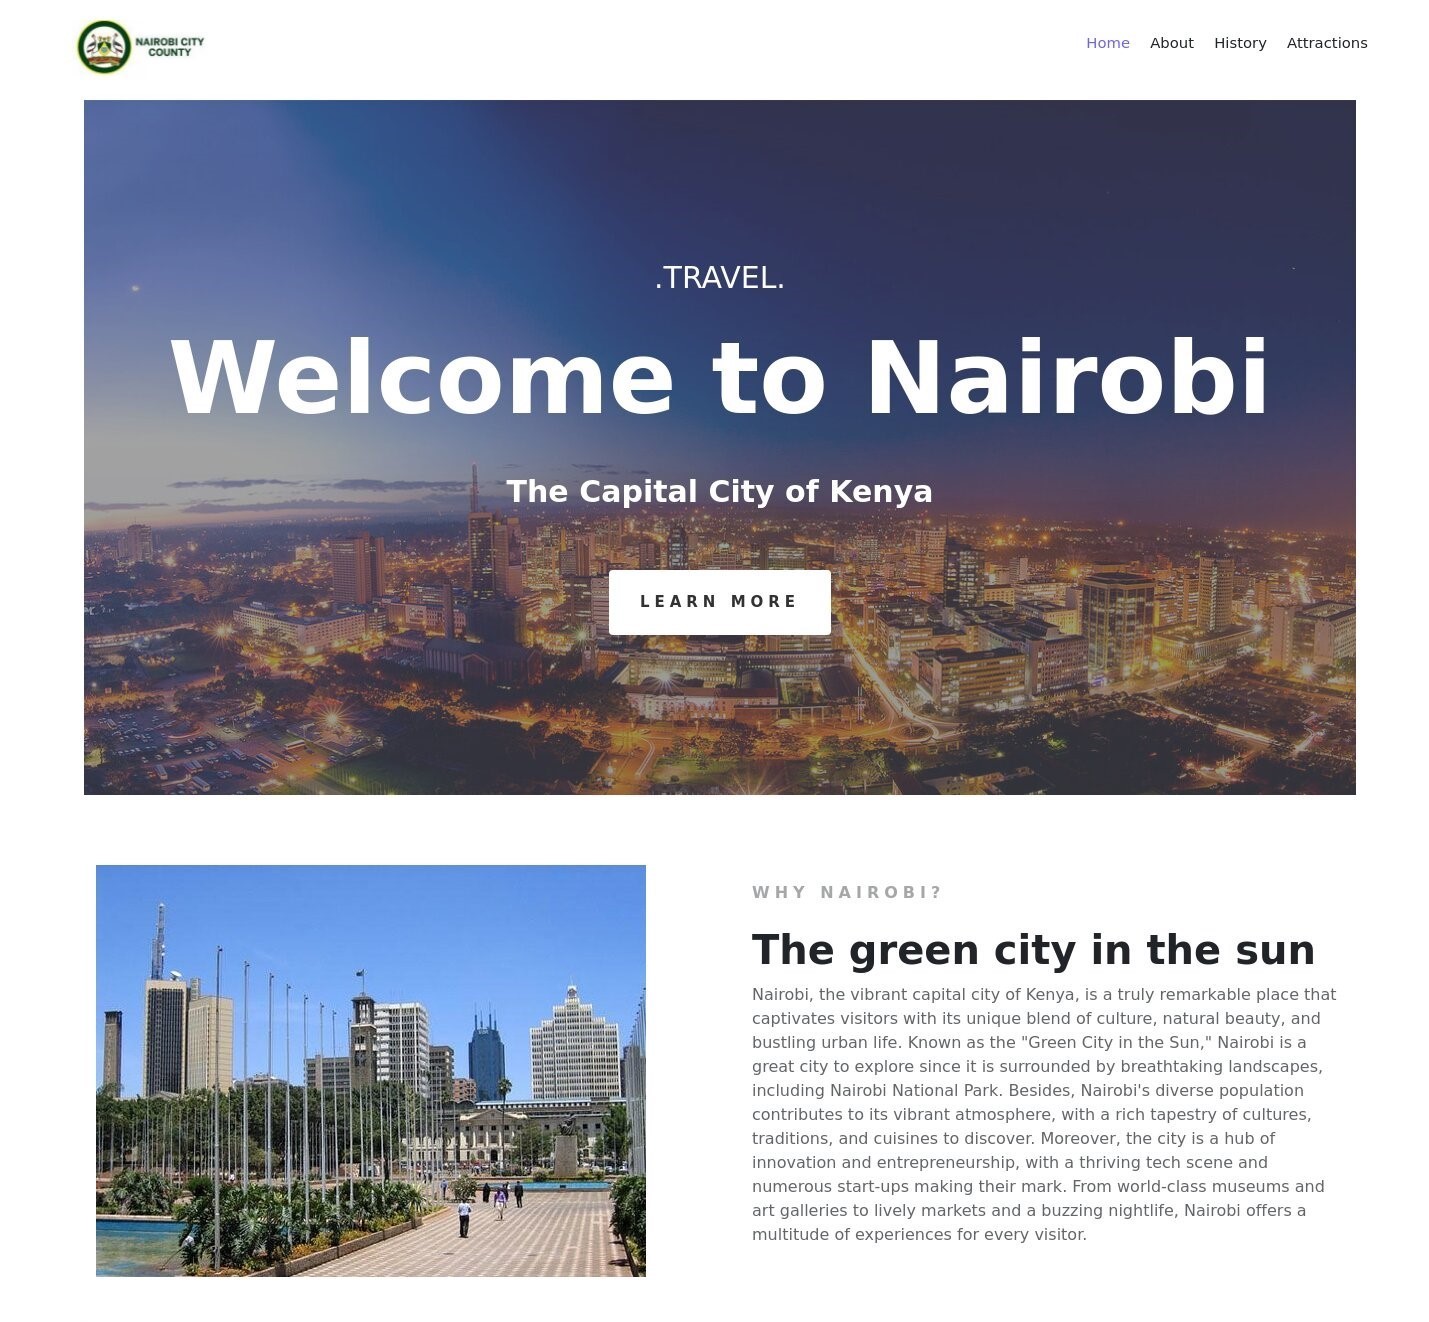 NAIROBI CITY
COUNTY
Home About History Attractions
.TRAVEL.
Welcome to Nairobi
The Capital City of Kenya
LEARN MORE
WHY NAIROBI?
The green city in the sun
Nairobi, the vibrant capital city of Kenya, is a truly remarkable place that
captivates visitors with its unique blend of culture, natural beauty, and
bustling urban life. Known as the "Green City in the Sun," Nairobi is a
great city to explore since it is surrounded by breathtaking landscapes,
including Nairobi National Park. Besides, Nairobi's diverse population
contributes to its vibrant atmosphere, with a rich tapestry of cultures,
traditions, and cuisines to discover. Moreover, the city is a hub of
innovation and entrepreneurship, with a thriving tech scene and
numerous start-ups making their mark. From world-class museums and
art galleries to lively markets and a buzzing nightlife, Nairobi offers a
multitude of experiences for every visitor.